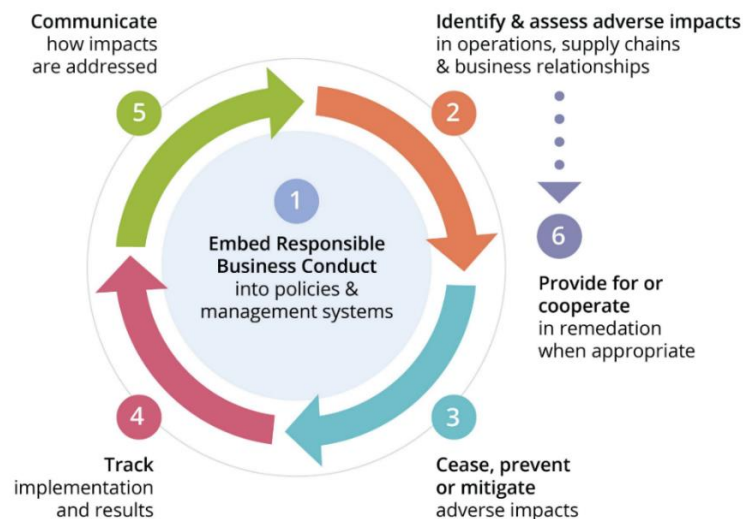 Communicate
how impacts
are addressed
5
Identify & assess adverse impacts
in operations, supply chains
& business relationships
2
1
Embed Responsible
Business Conduct
into policies &
management systems
6
Provide for or
cooperate
in remedation
when appropriate
4
Track
implementation
and results
3
Cease, prevent
or mitigate
adverse impacts